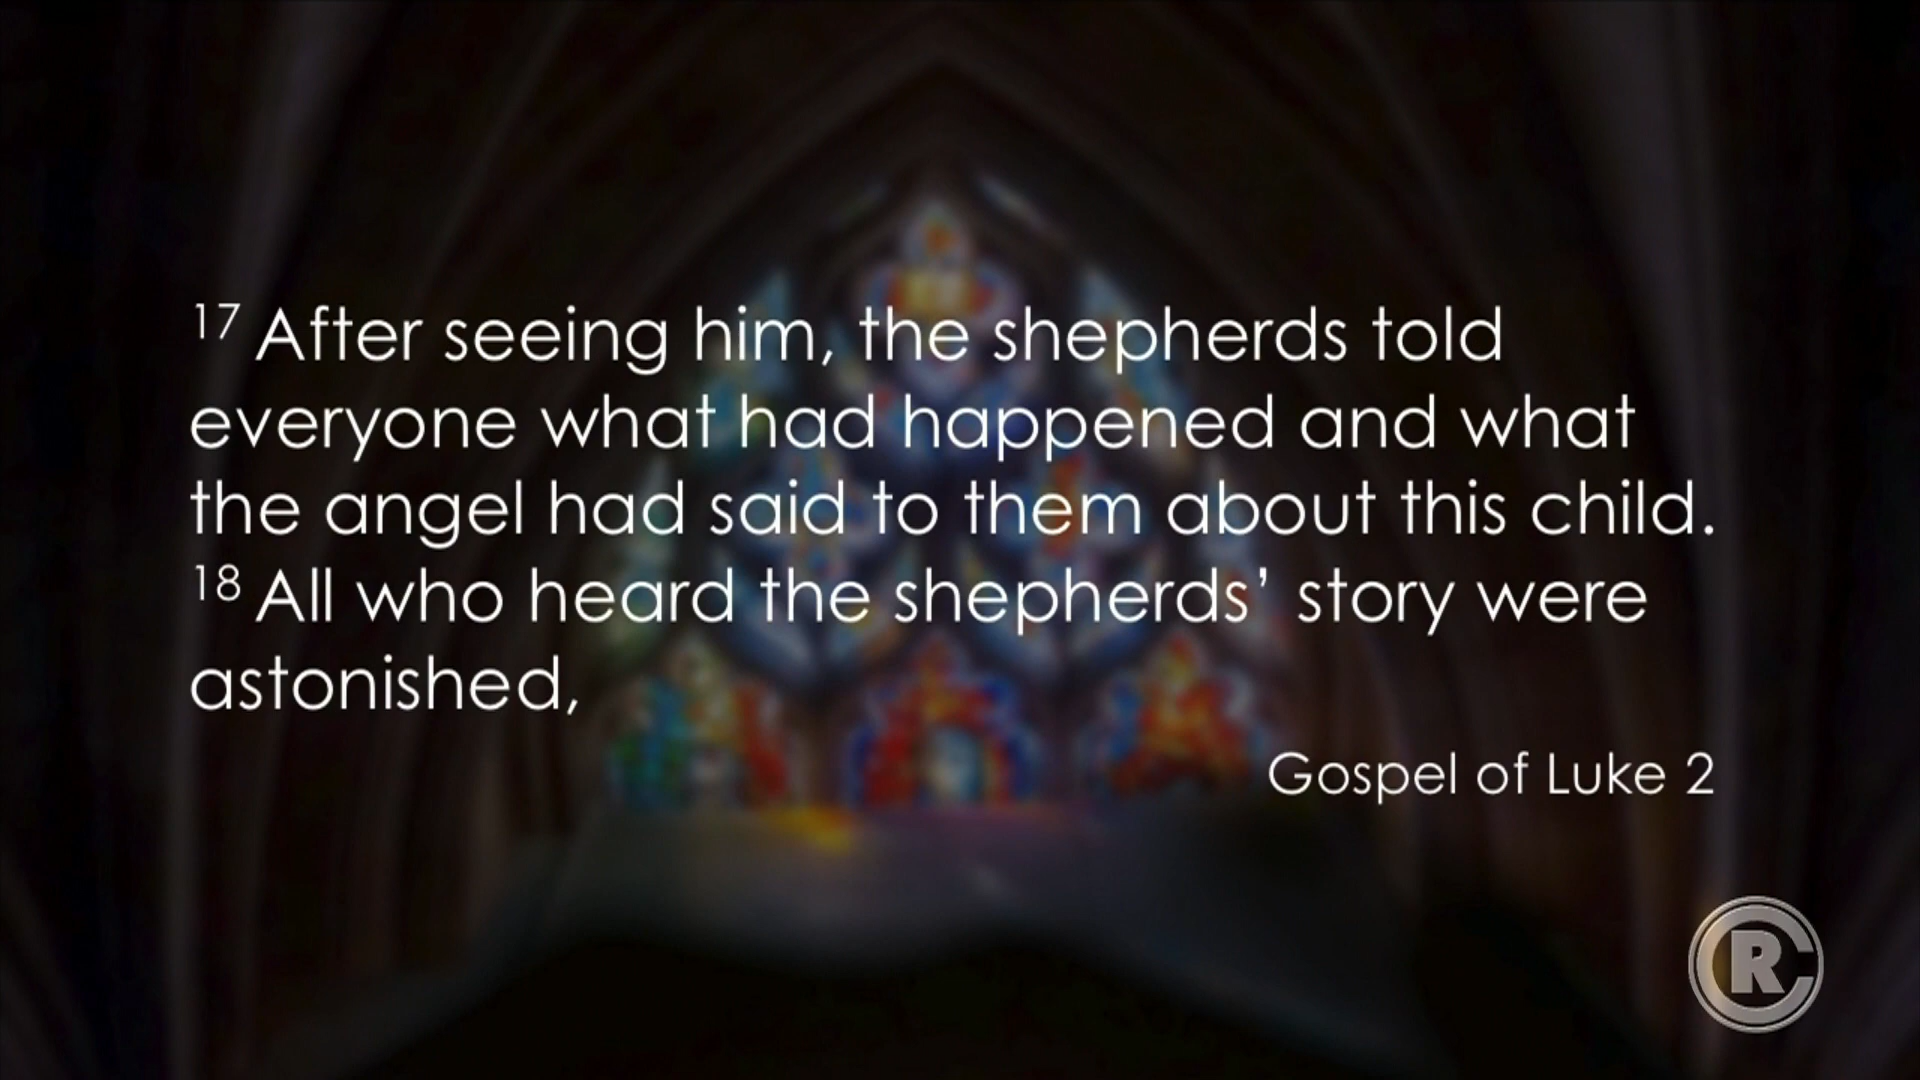 17 After seeing him, the shepherds told
everyone what had happened and what
the angel had said to them about this child.
18 All who heard the shepherds’ story were
astonished,
Gospel of Luke 2
RC